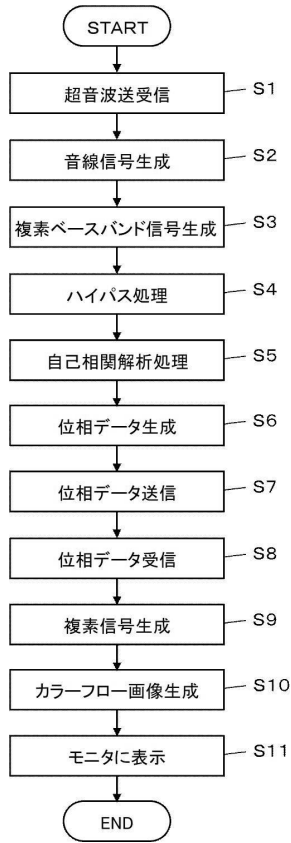 START
超音波送受信
S1
音線信号生成
S2
複素ベースバンド信号生成
S3
ハイパス処理
S4
自己相関解析処理
S5
位相データ生成
S6
位相データ送信
S7
位相データ受信
S8
複素信号生成
S9
カラーフロー画像生成
S10
モニタに表示
S11
END